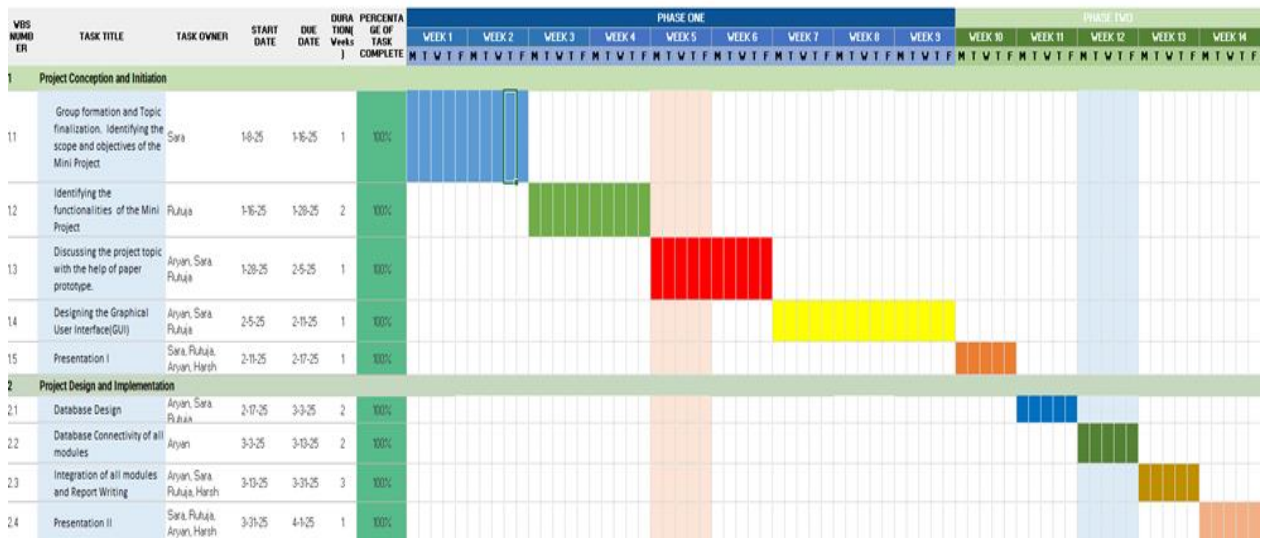 WBS NUMB ER TASK TITLE TASK OWNER START DATE DUE DATE DURA TION( Weeks ) PERCENTA GE OF TASK COMPLETE
PHASE ONE PHASE TWO
WEEK 1 WEEK 2 WEEK 3 WEEK 4 WEEK 5 WEEK 6 WEEK 7 WEEK 8 WEEK 9 WEEK 10 WEEK 11 WEEK 12 WEEK 13 WEEK 14
M T W T F M T W T F M T W T F M T W T F M T W T F M T W T F M T W T F M T W T F M T W T F M T W T F M T W T F M T W T F M T W T F M T W T F
1 Project Conception and Initiation
1.1 Group formation and Topic finalization. Identifying the scope and objectives of the Mini Project Sara 1-8-25 1-16-25 1 100%
1.2 Identifying the functionalities of the Mini Project Rutuja 1-16-25 1-28-25 2 100%
1.3 Discussing the project topic with the help of paper prototype. Aryan, Sara Rutuja 1-28-25 2-5-25 1 100%
1.4 Designing the Graphical User Interface(GUI) Aryan, Sara Rutuja 2-5-25 2-11-25 1 100%
1.5 Presentation I Sara, Rutuja, Aryan, Harsh 2-11-25 2-17-25 1 100%
2 Project Design and Implementation
2.1 Database Design Aryan, Sara Rutuja 2-17-25 3-3-25 2 100%
2.2 Database Connectivity of all modules Aryan 3-3-25 3-13-25 2 100%
2.3 Integration of all modules and Report Writing Aryan, Sara Rutuja, Harsh 3-13-25 3-31-25 3 100%
2.4 Presentation II Sara, Rutuja, Aryan, Harsh 3-31-25 4-1-25 1 100%